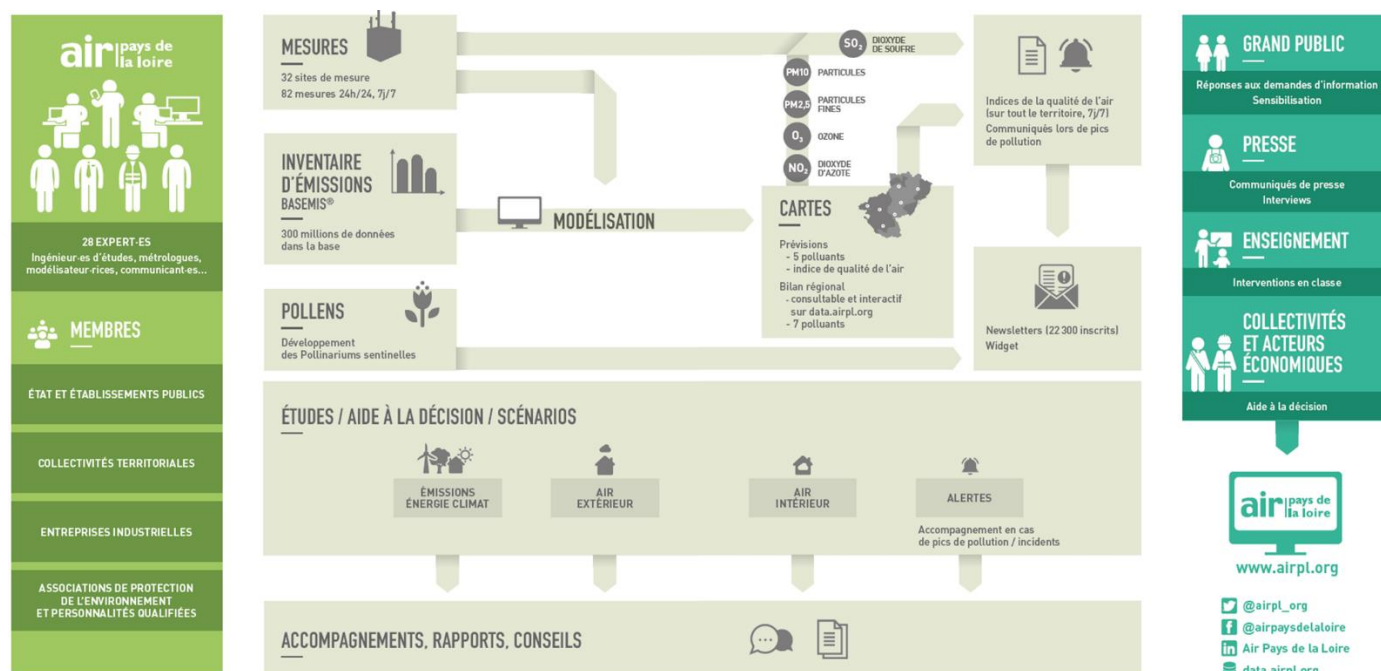 air pays de
la loire
28 EXPERT·ES
Ingénieur·es d'études, métrologues,
modélisateur·rices, communicant·es...
MEMBRES
ÉTAT ET ÉTABLISSEMENTS PUBLICS
COLLECTIVITÉS TERRITORIALES
ENTREPRISES INDUSTRIELLES
ASSOCIATIONS DE PROTECTION
DE L'ENVIRONNEMENT
ET PERSONNALITÉS QUALIFIÉES
MESURES
32 sites de mesure
82 mesures 24h/24, 7j/7
INVENTAIRE
D'ÉMISSIONS
BASEMIS®
300 millions de données
dans la base
POLLENS
Développement
des Pollinariums sentinelles
MODÉLISATION
SO2 DIOXYDE
DE SOUFRE
PM10 PARTICULES
PM2,5 PARTICULES
FINES
O3 OZONE
NO2 DIOXYDE
D'AZOTE
CARTES
Prévisions
- 5 polluants
- indice de qualité de l'air
Bilan régional
- consultable et interactif
sur data.airpl.org
- 7 polluants
Indices de la qualité de l'air
(sur tout le territoire, 7j/7)
Communiqués lors de pics
de pollution
Newsletters (22 300 inscrits)
Widget
ÉTUDES / AIDE À LA DÉCISION / SCÉNARIOS
ÉMISSIONS
ÉNERGIE CLIMAT
AIR
EXTÉRIEUR
AIR
INTÉRIEUR
ALERTES
Accompagnement en cas
de pics de pollution / incidents
ACCOMPAGNEMENTS, RAPPORTS, CONSEILS
GRAND PUBLIC
Réponses aux demandes d'information
Sensibilisation
PRESSE
Communiqués de presse
Interviews
ENSEIGNEMENT
Interventions en classe
COLLECTIVITÉS
ET ACTEURS
ÉCONOMIQUES
Aide à la décision
air pays de
la loire
www.airpl.org
@airpl_org
@airpaysdelaloire
in Air Pays de la Loire
data.airpl.org